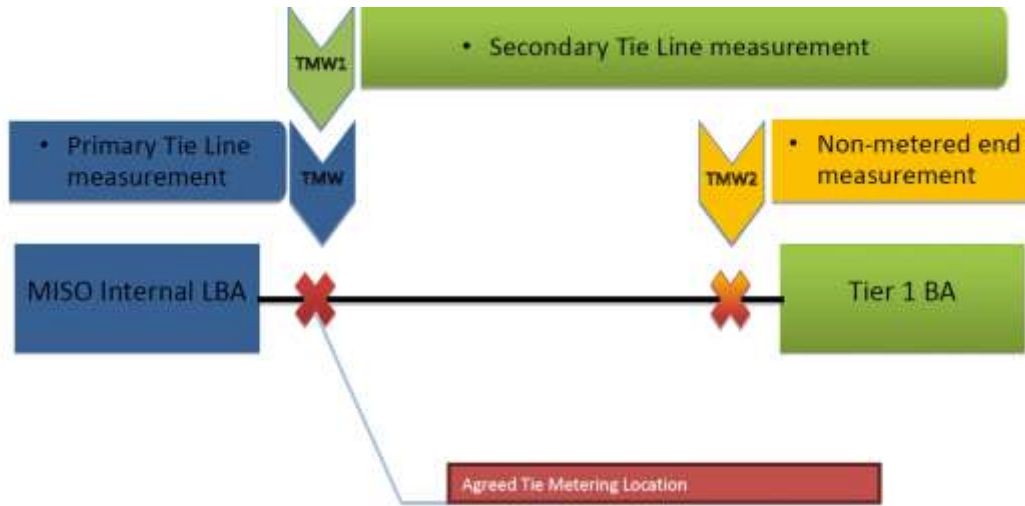 TMW1
• Secondary Tie Line measurement
• Primary Tie Line
measurement
TMW
TMW2
• Non-metered end
measurement
MISO Internal LBA
Tier 1 BA
Agreed Tie Metering Location